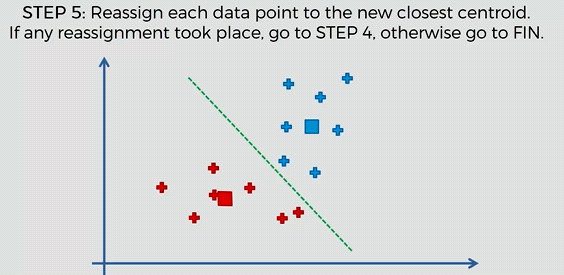 STEP 5: Reassign each data point to the new closest centroid.
If any reassignment took place, go to STEP 4, otherwise go to FIN.